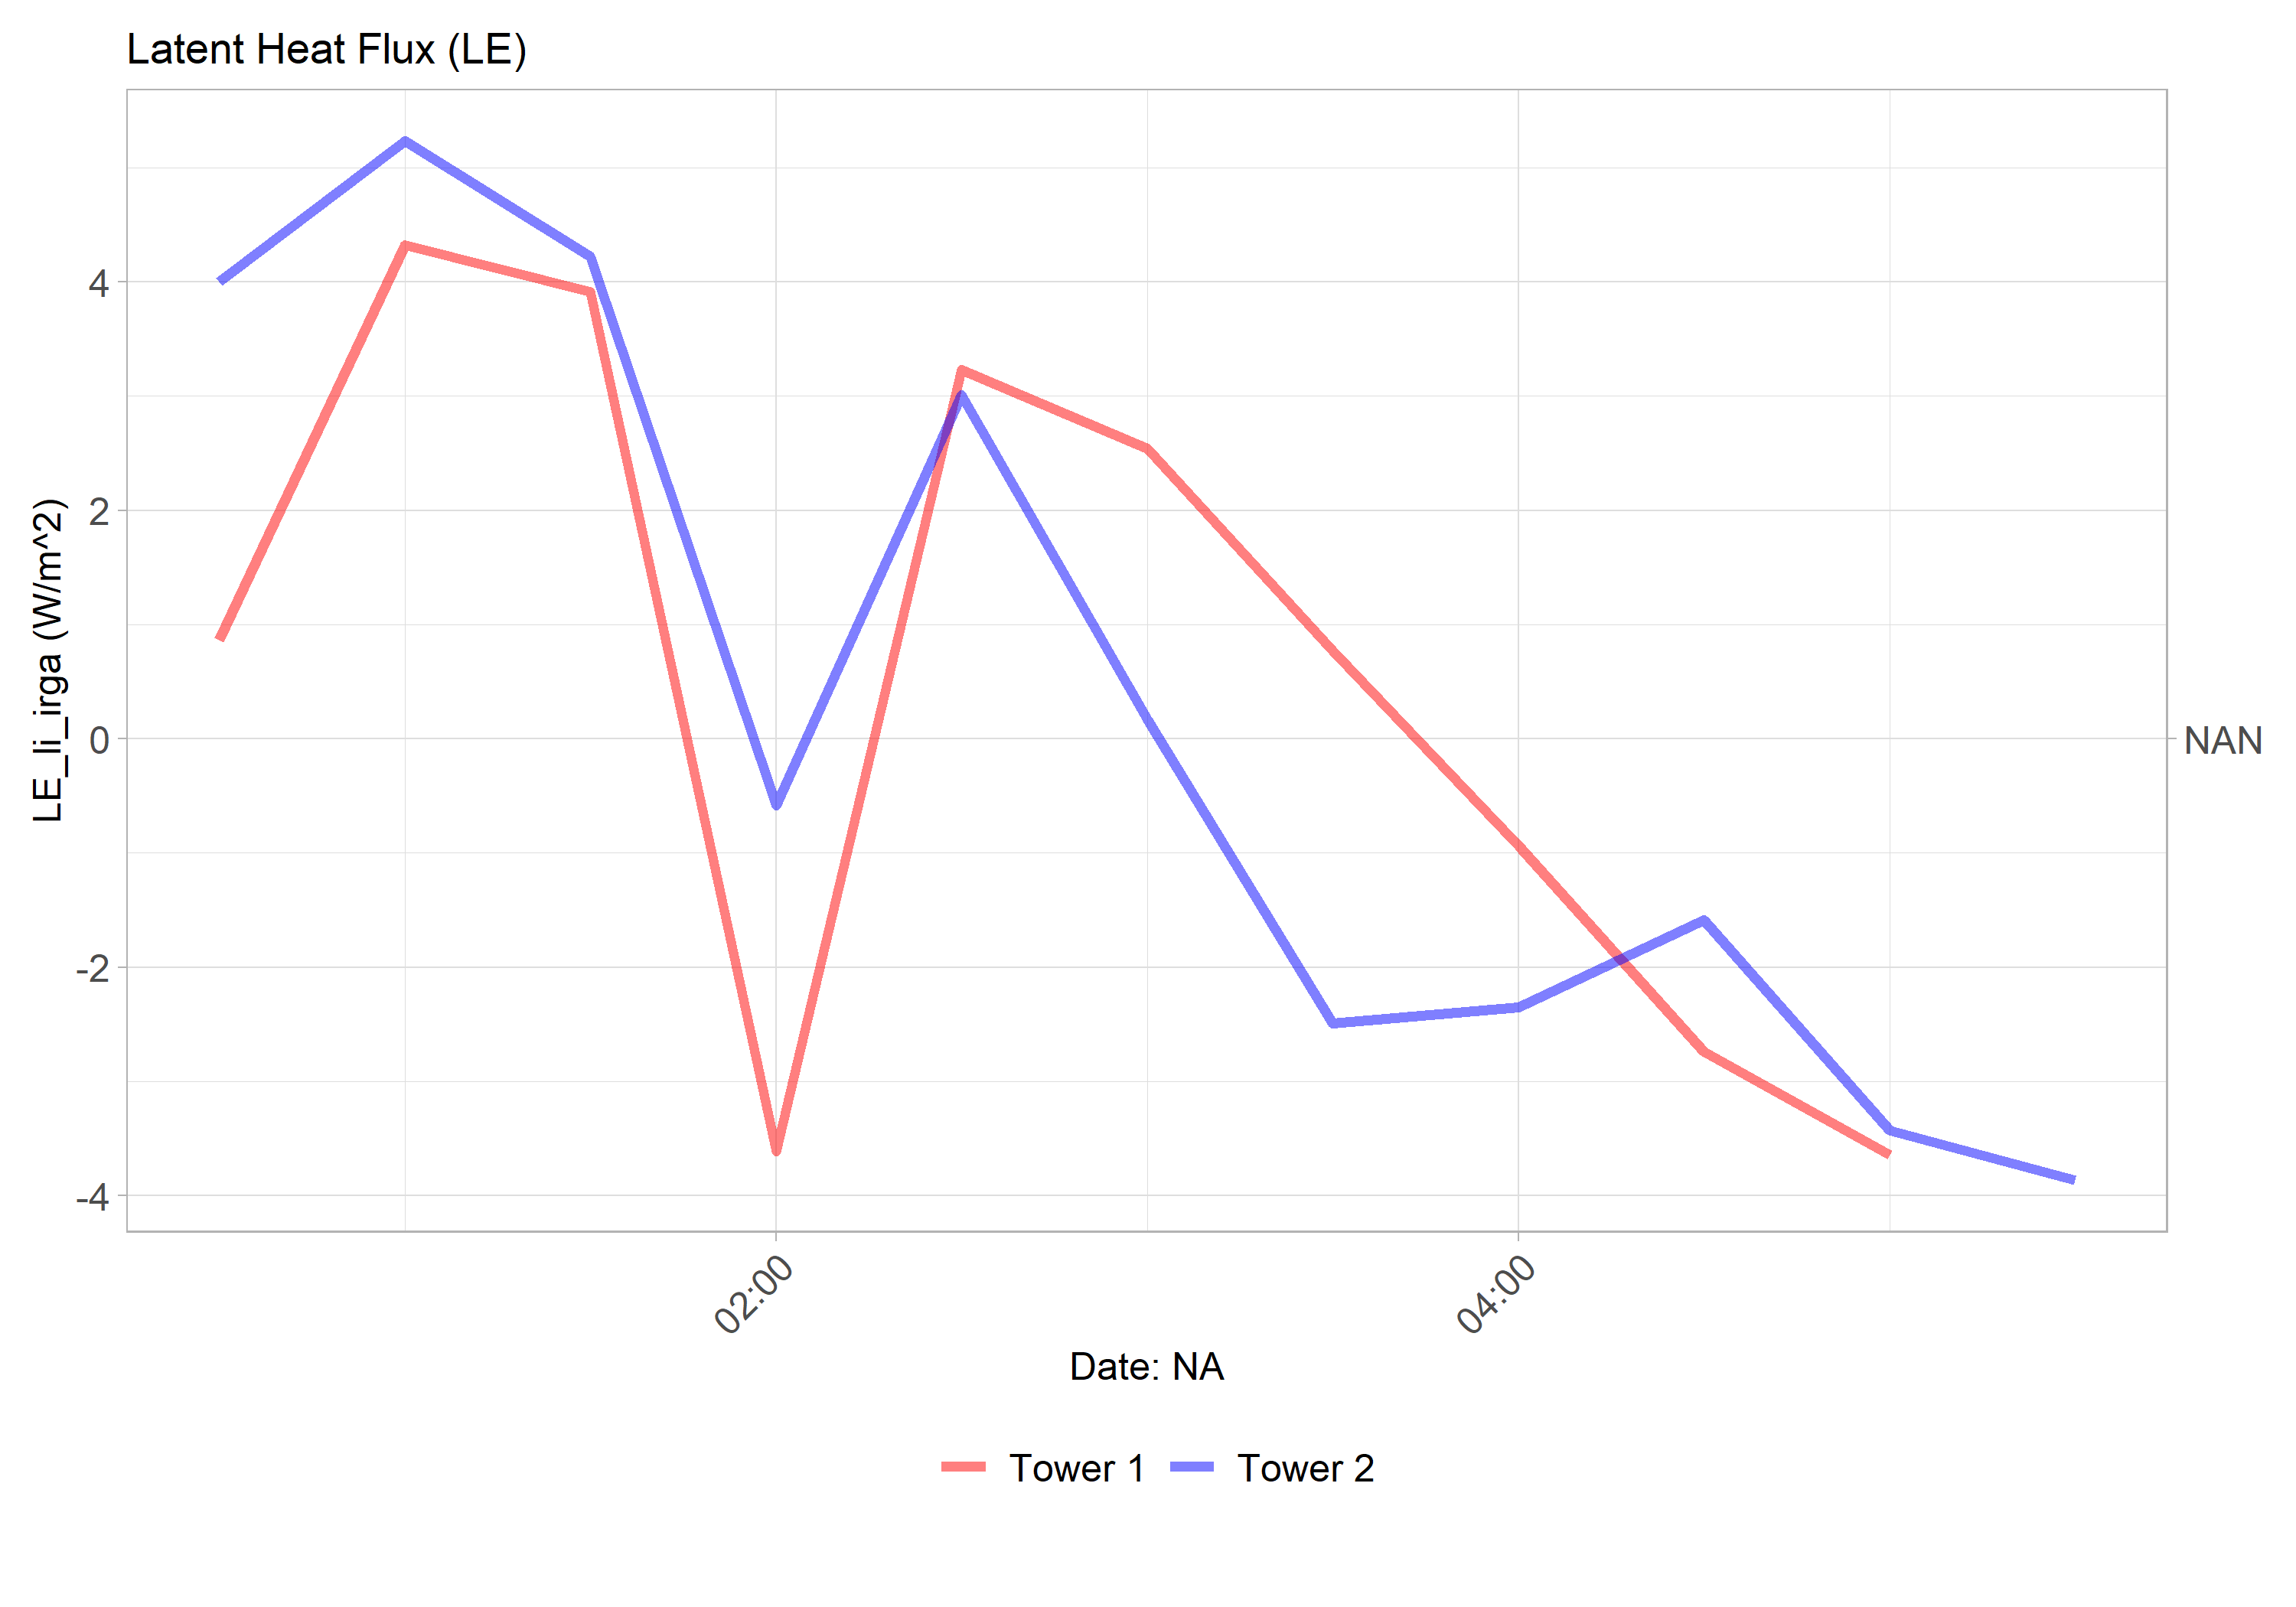 Latent Heat Flux (LE)
LE_li_irga (W/m^2)
4
2
0
-2
-4
NAN
02:00
04:00
Date: NA
Tower 1
Tower 2